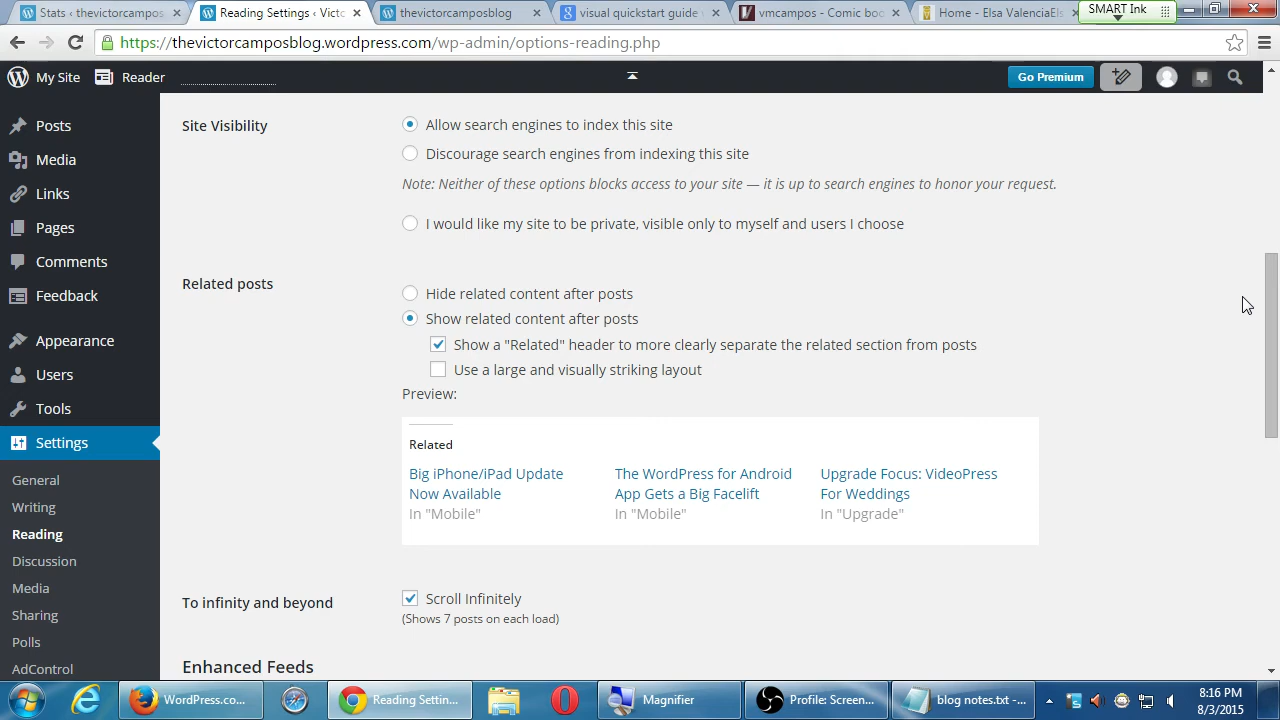 Stats ‹ thevictorcampos
Reading Settings ‹ Victo
thevictorcamposblog
visual quickstart guide
vmcampos - Comic boo
Home - Elsa ValenciaEls
SMART Ink
https://thevictorcamposblog.wordpress.com/wp-admin/options-reading.php
My Site
Reader
Go Premium
Posts
Media
Links
Pages
Comments
Feedback
Appearance
Users
Tools
Settings
General
Writing
Reading
Discussion
Media
Sharing
Polls
AdControl
Site Visibility
Allow search engines to index this site
Discourage search engines from indexing this site
Note: Neither of these options blocks access to your site — it is up to search engines to honor your request.
I would like my site to be private, visible only to myself and users I choose
Related posts
Hide related content after posts
Show related content after posts
Show a "Related" header to more clearly separate the related section from posts
Use a large and visually striking layout
Preview:
Related
Big iPhone/iPad Update
Now Available
In "Mobile"
The WordPress for Android
App Gets a Big Facelift
In "Mobile"
Upgrade Focus: VideoPress
For Weddings
In "Upgrade"
To infinity and beyond
Scroll Infinitely
(Shows 7 posts on each load)
Enhanced Feeds
WordPress.co...
Reading Settin...
Magnifier
Profile: Screen...
blog notes.txt -...
8:16 PM
8/3/2015